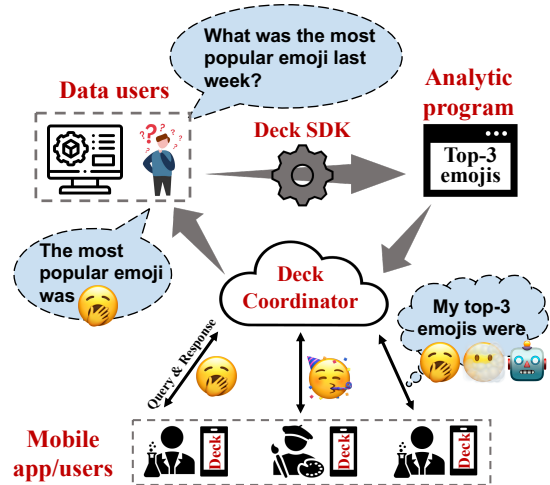 What was the most
popular emoji last
week?
Data users
Analytic
program
Deck SDK
Top-3
emojis
The most
popular emoji
was
Deck
Coordinator
My top-3
emojis were
Query & Response
Mobile
app/users
Deck
Deck
Deck